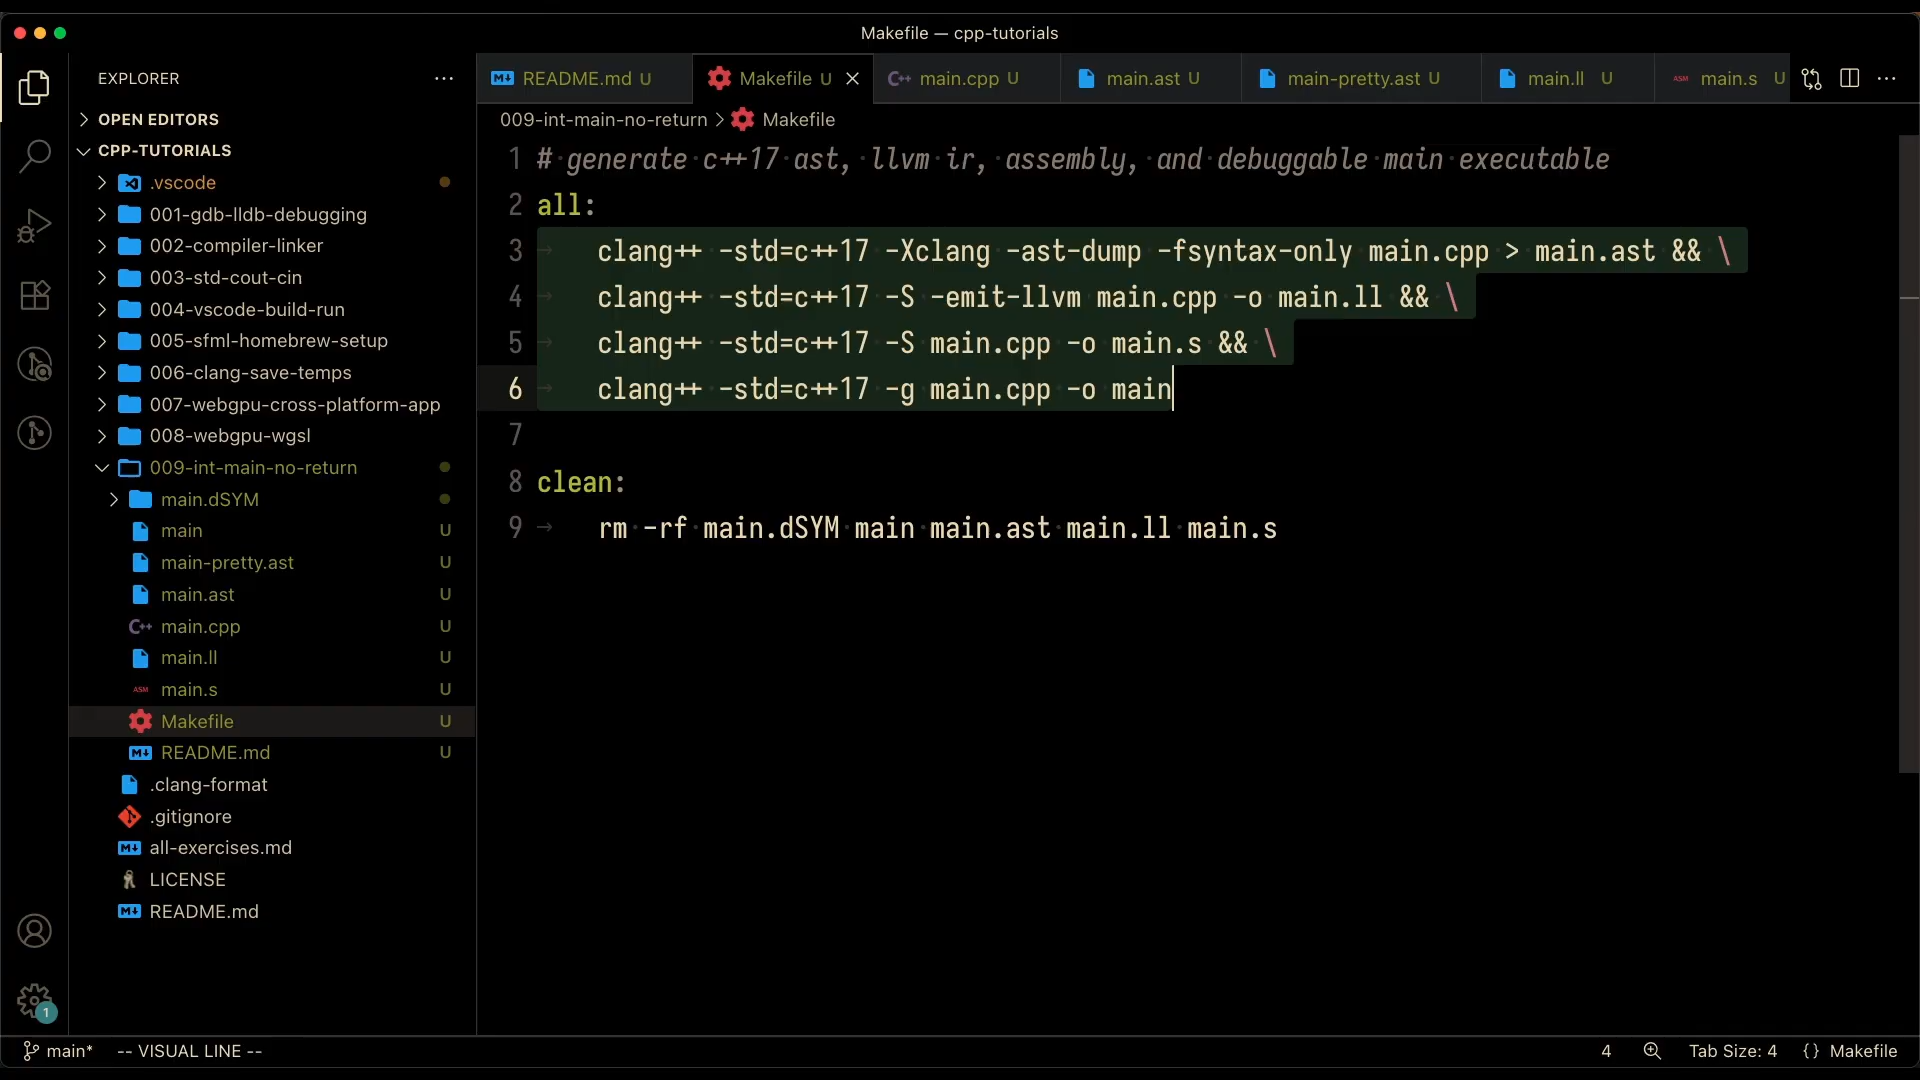 Makefile — cpp-tutorials
EXPLORER
OPEN EDITORS
CPP-TUTORIALS
.vscode
001-gdb-lldb-debugging
002-compiler-linker
003-std-cout-cin
004-vscode-build-run
005-sfml-homebrew-setup
006-clang-save-temps
007-webgpu-cross-platform-app
008-webgpu-wgsl
009-int-main-no-return
main.dSYM
main U
main-pretty.ast U
main.ast U
C++ main.cpp U
main.ll U
ASM main.s U
Makefile U
M↓ README.md U
.clang-format
.gitignore
M↓ all-exercises.md
LICENSE
M↓ README.md
1
M↓ README.md U
Makefile U
C++ main.cpp U
main.ast U
main-pretty.ast U
main.ll U
ASM main.s U
009-int-main-no-return > Makefile
1 # generate c++17 ast, llvm ir, assembly, and debuggable main executable
2 all:
3 clang++ -std=c++17 -Xclang -ast-dump -fsyntax-only main.cpp > main.ast && \
4 clang++ -std=c++17 -S -emit-llvm main.cpp -o main.ll && \
5 clang++ -std=c++17 -S main.cpp -o main.s && \
6 clang++ -std=c++17 -g main.cpp -o main
7
8 clean:
9 rm -rf main.dSYM main main.ast main.ll main.s
main* -- VISUAL LINE -- 4 Tab Size: 4 {} Makefile